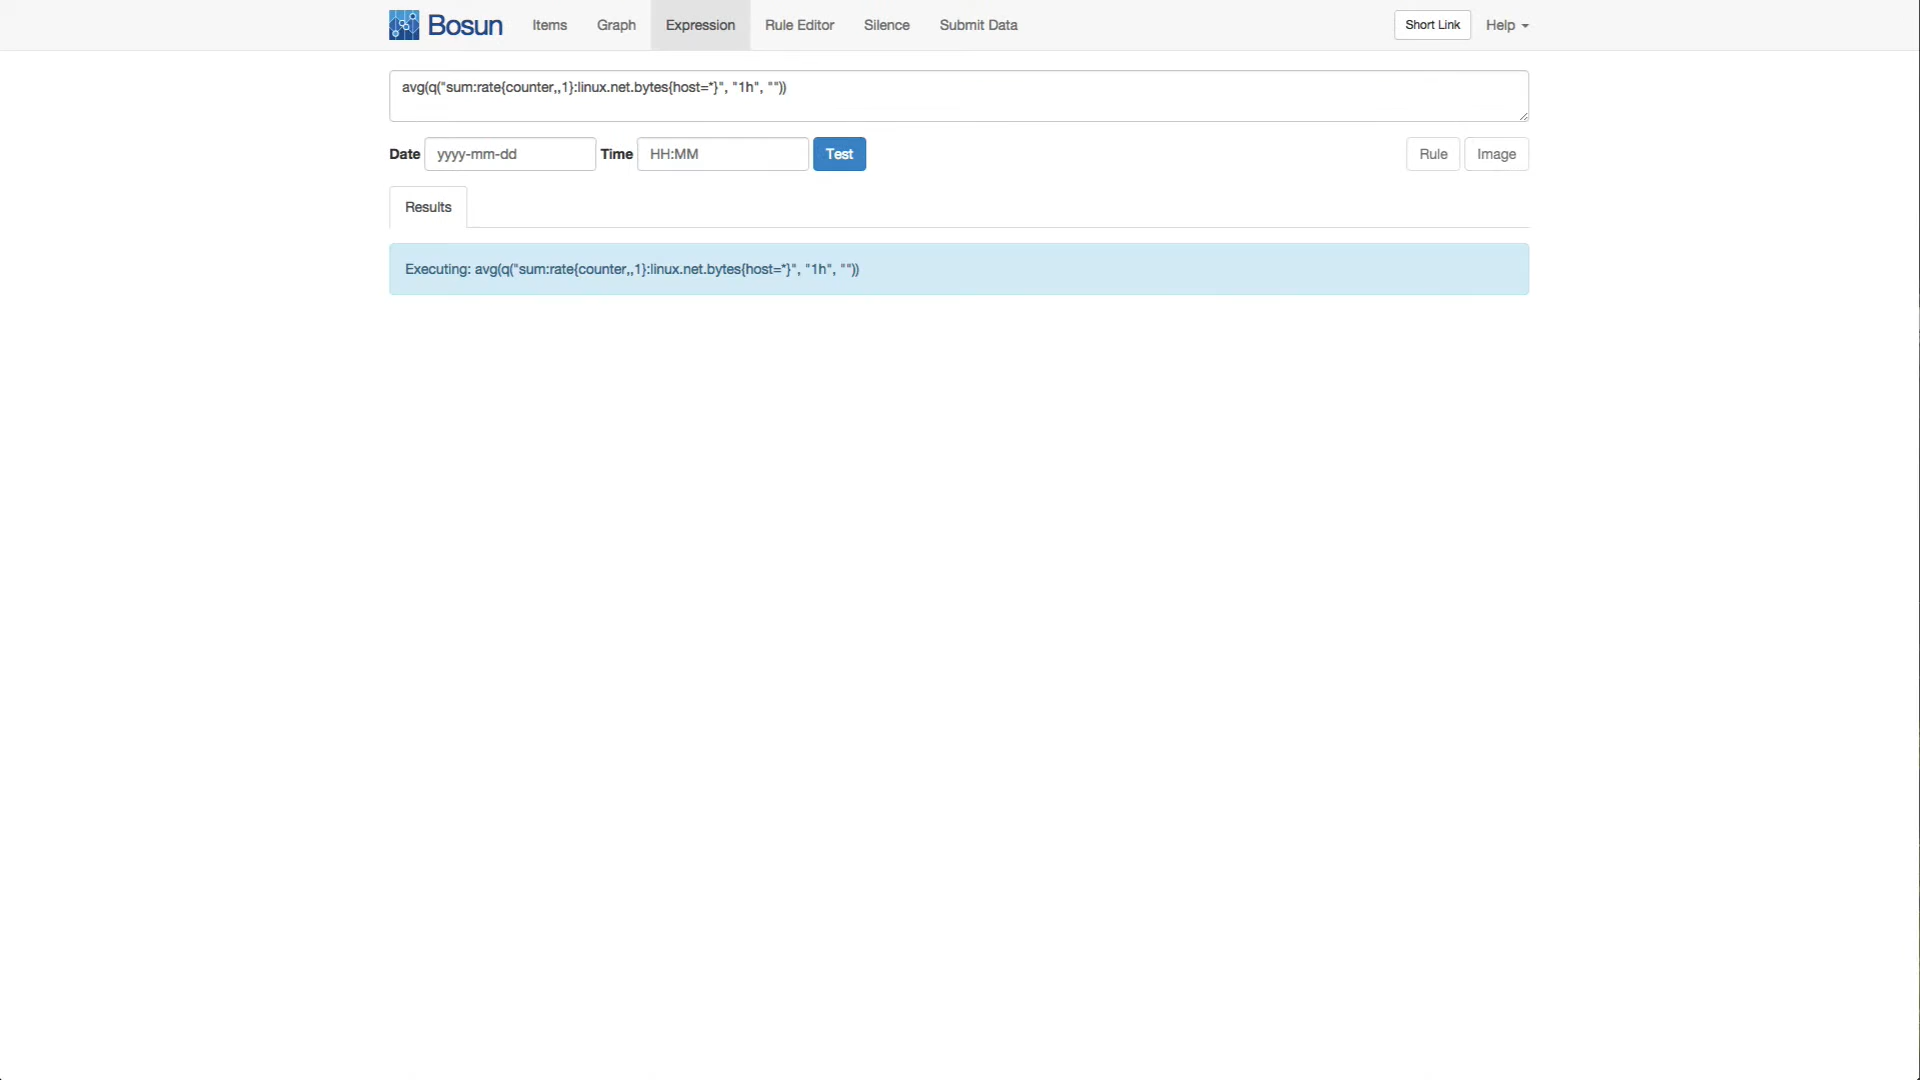 Bosun Items Graph Expression Rule Editor Silence Submit Data Short Link Help
avg(q("sum:rate{counter,,1}:linux.net.bytes{host=*}", "1h", ""))
Date yyyy-mm-dd Time HH:MM Test Rule Image
Results
Executing: avg(q("sum:rate{counter,,1}:linux.net.bytes{host=*}", "1h", ""))